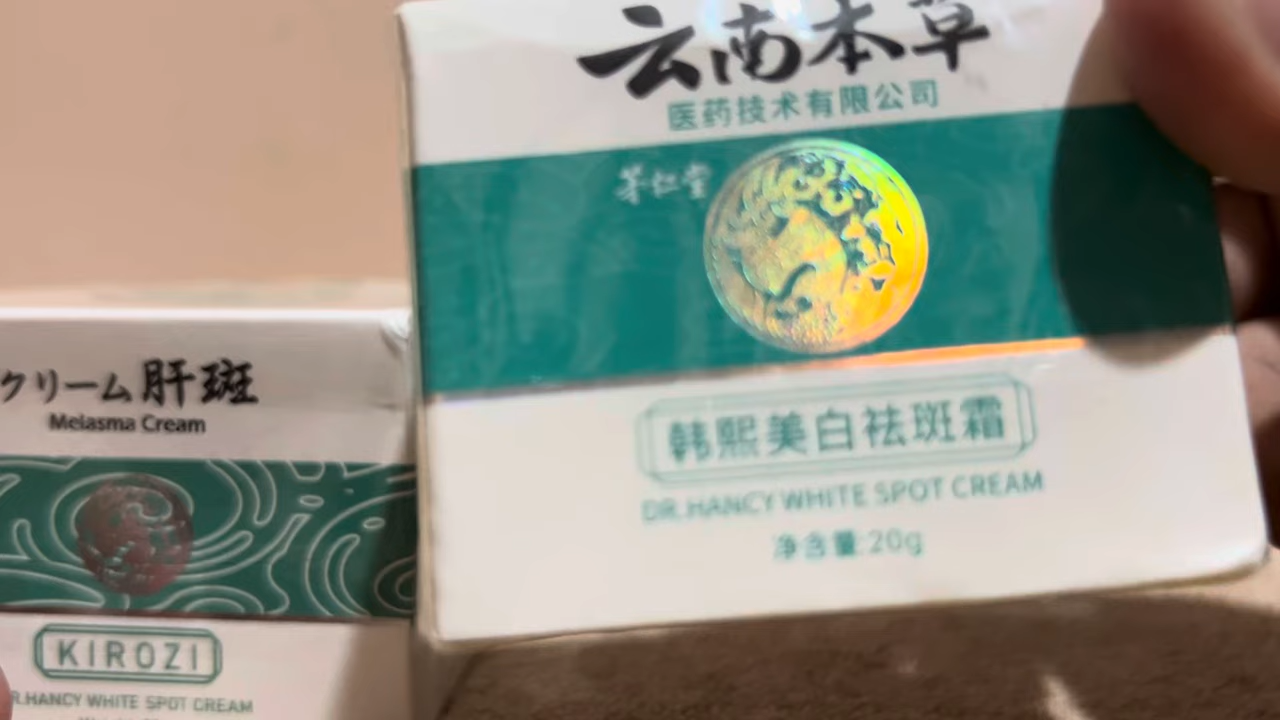 云南本草
医药技术有限公司
韩熙美白祛斑霜
DR.HANCY WHITE SPOT CREAM
净含量:20g
クリーム肝斑
Melasma Cream
KIROZI
R.HANCY WHITE SPOT CREAM